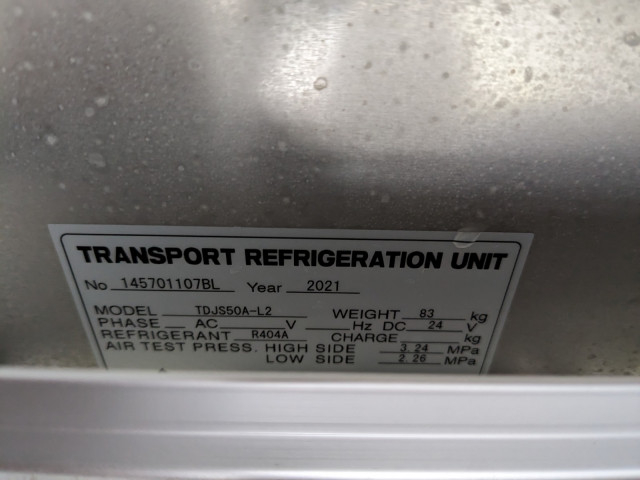 TRANSPORT REFRIGERATION UNIT
No 145701107BL Year 2021
MODEL TDJS50A-L2 WEIGHT 83 kg
PHASE AC V Hz DC 24 V
REFRIGERANT R404A CHARGE kg
AIR TEST PRESS. HIGH SIDE 3.24 MPa
LOW SIDE 2.26 MPa